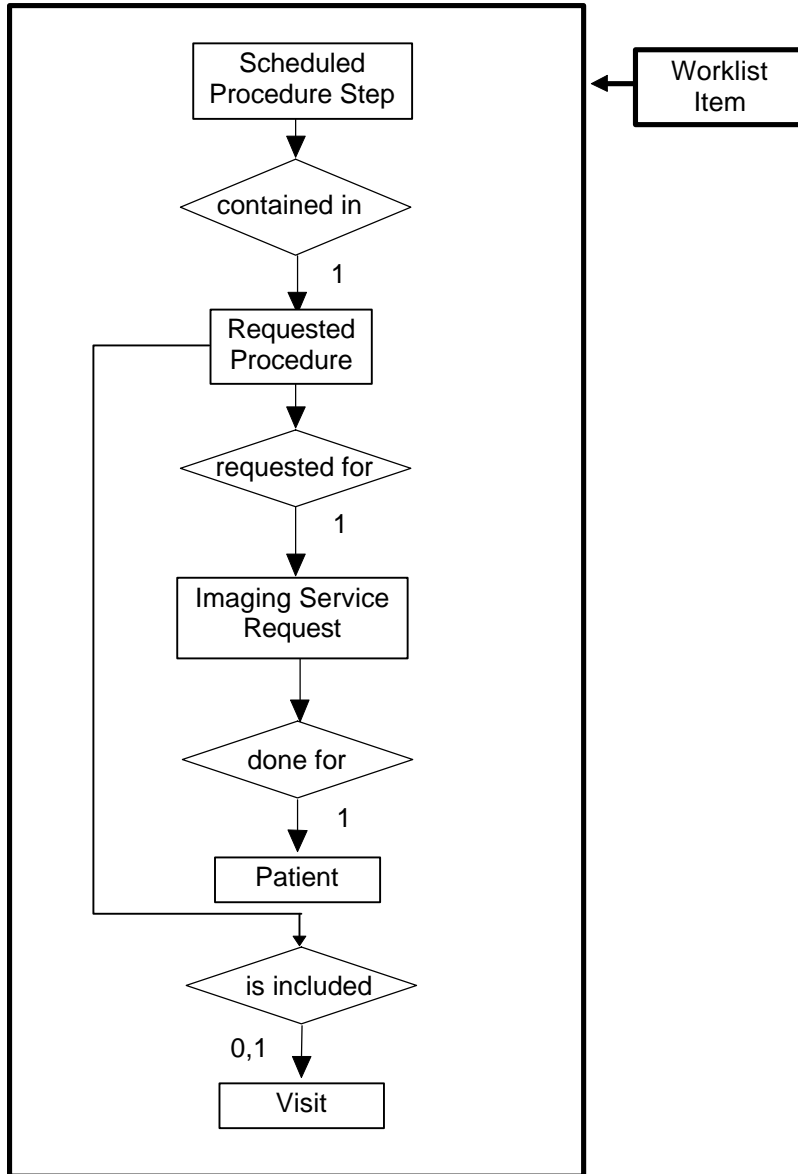 Scheduled
Procedure Step
Worklist
Item
contained in
1
Requested
Procedure
requested for
1
Imaging Service
Request
done for
1
Patient
is included
0,1
Visit